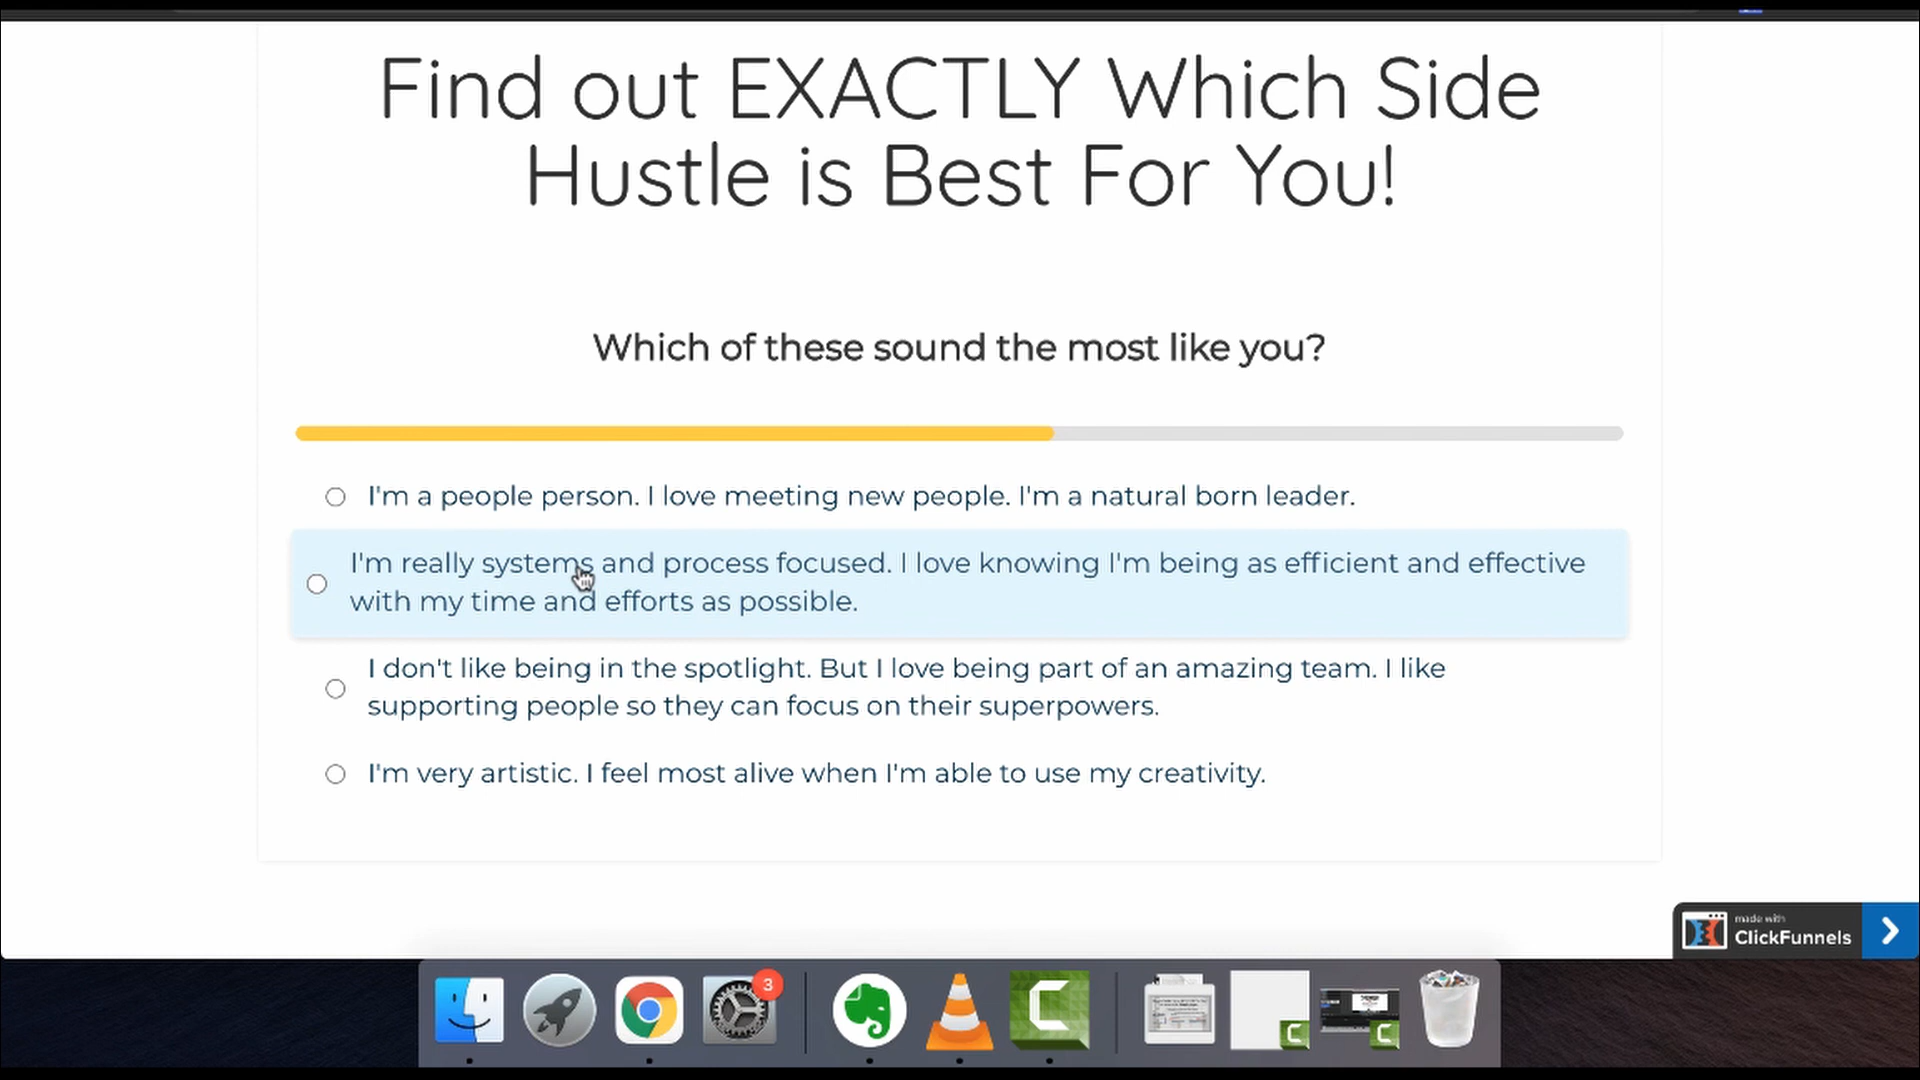 Find out EXACTLY Which Side
Hustle is Best For You!
Which of these sound the most like you?
I'm a people person. I love meeting new people. I'm a natural born leader.
I'm really systems and process focused. I love knowing I'm being as efficient and effective
with my time and efforts as possible.
I don't like being in the spotlight. But I love being part of an amazing team. I like
supporting people so they can focus on their superpowers.
I'm very artistic. I feel most alive when I'm able to use my creativity.
made with
ClickFunnels
3